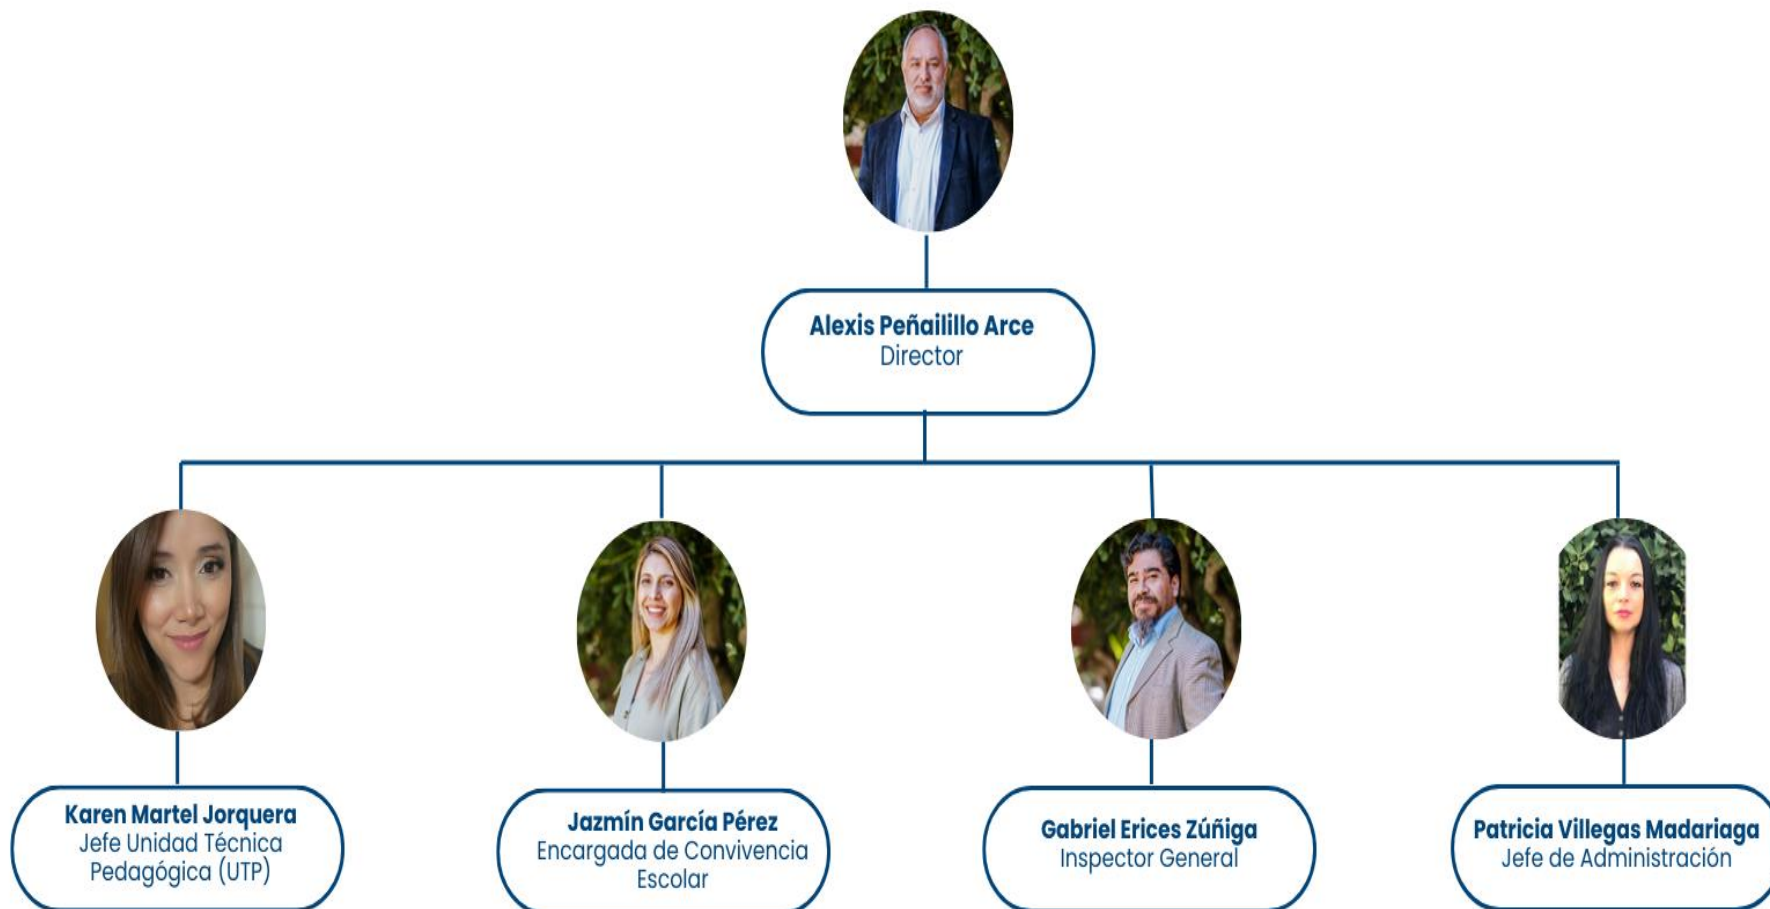 Alexis Peñailillo Arce
Director
Karen Martel Jorquera
Jefe Unidad Técnica
Pedagógica (UTP)
Jazmín García Pérez
Encargada de Convivencia
Escolar
Gabriel Erices Zúñiga
Inspector General
Patricia Villegas Madariaga
Jefe de Administración